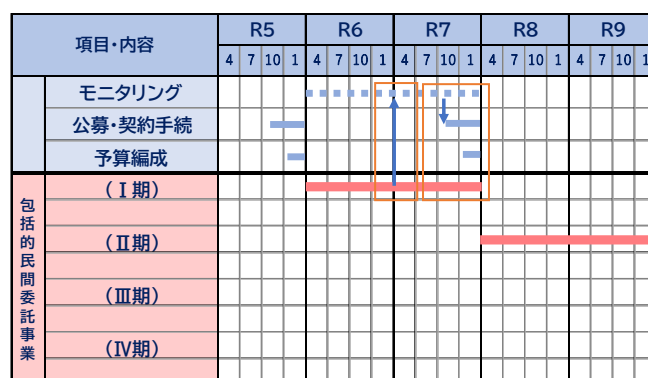 項目・内容
R5 R6 R7 R8 R9
4 7 10 1 4 7 10 1 4 7 10 1 4 7 10 1 4 7 10 1
モニタリング
公募・契約手続
予算編成
包括的民間委託事業
(Ⅰ期)
(Ⅱ期)
(Ⅲ期)
(Ⅳ期)